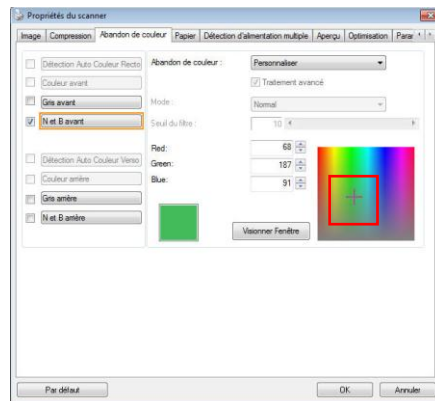 Propriétés du scanner
Image Compression Abandon de couleur Papier Détection d'alimentation multiple Aperçu Optimisation Parar
Détection Auto Couleur Recto
Abandon de couleur :
Personnaliser
Couleur avant
Traitement avancé
Gris avant
Mode :
Normal
N et B avant
Seuil du filtre :
10
Red:
68
Détection Auto Couleur Verso
Green:
187
Couleur arrière
Blue:
91
Gris arrière
N et B arrière
Visionner Fenêtre
Par défaut
OK
Annuler